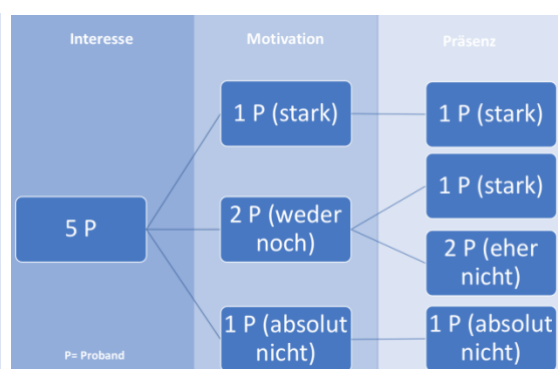 Interesse
Motivation
Präsenz
5 P
1 P (stark)
2 P (weder
noch)
1 P (absolut
nicht)
1 P (stark)
1 P (stark)
2 P (eher
nicht)
1 P (absolut
nicht)
P= Proband